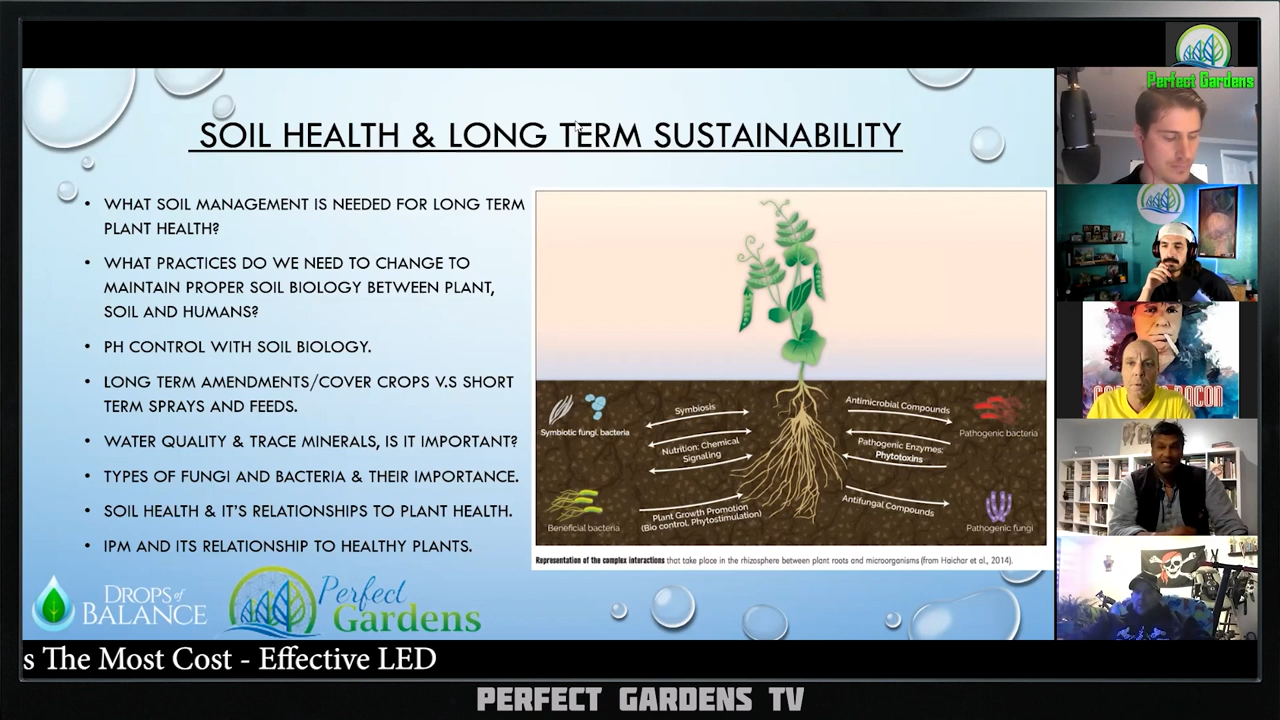 Perfect Gardens
SOIL HEALTH & LONG TERM SUSTAINABILITY
• WHAT SOIL MANAGEMENT IS NEEDED FOR LONG TERM
PLANT HEALTH?
• WHAT PRACTICES DO WE NEED TO CHANGE TO
MAINTAIN PROPER SOIL BIOLOGY BETWEEN PLANT,
SOIL AND HUMANS?
• PH CONTROL WITH SOIL BIOLOGY.
• LONG TERM AMENDMENTS/COVER CROPS V.S SHORT
TERM SPRAYS AND FEEDS.
• WATER QUALITY & TRACE MINERALS, IS IT IMPORTANT?
• TYPES OF FUNGI AND BACTERIA & THEIR IMPORTANCE.
• SOIL HEALTH & IT'S RELATIONSHIPS TO PLANT HEALTH.
• IPM AND ITS RELATIONSHIP TO HEALTHY PLANTS.
Symbiotic fungi, bacteria
Symbiosis
Nutrition: Chemical
Signaling
Beneficial bacteria
Plant Growth Promotion
(Bio control, Phytostimulation)
Antimicrobial Compounds
Pathogenic bacteria
Pathogenic Enzymes:
Phytotoxins
Antifungal Compounds
Pathogenic fungi
Representation of the complex interactions that take place in the rhizosphere between plant roots and microorganisms (from Haichar et al., 2014).
DROPS of
BALANCE
Perfect
Gardens
s The Most Cost - Effective LED
PERFECT GARDENS TV